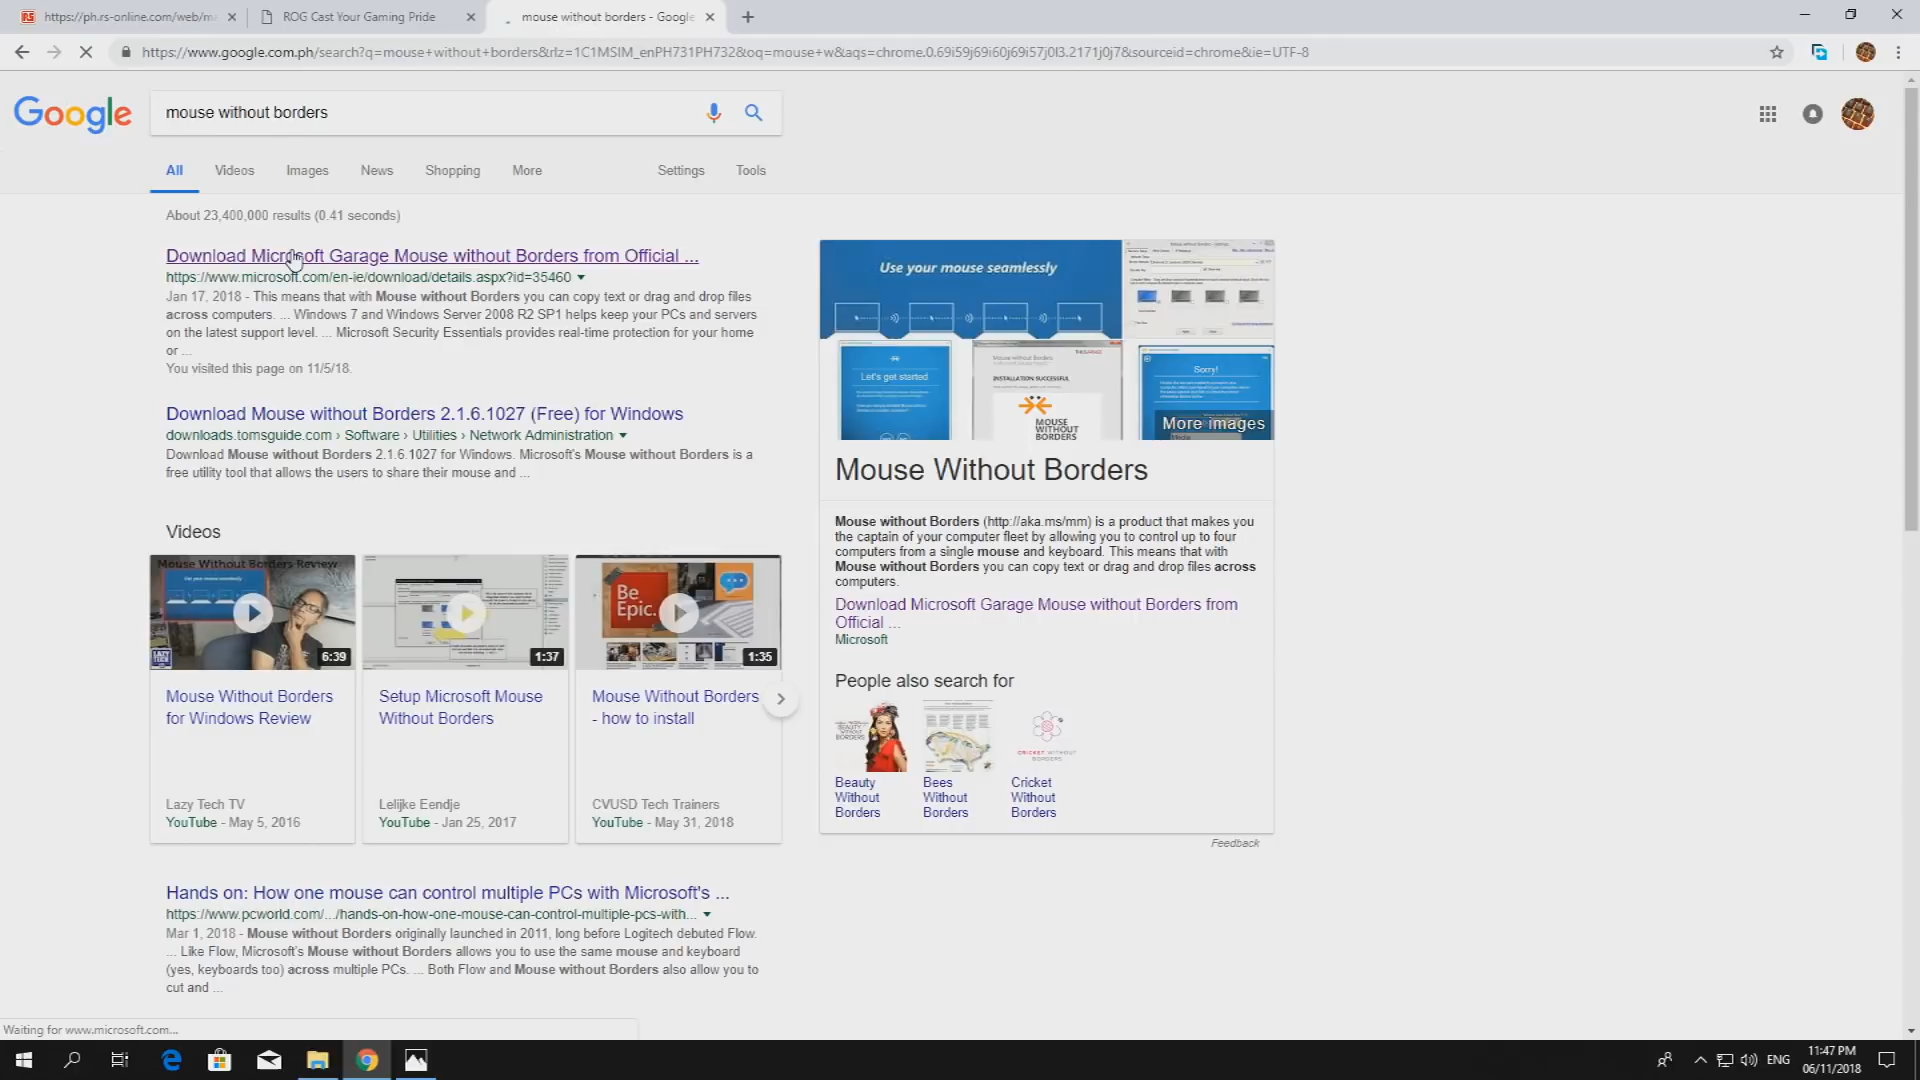 https://ph.rs-online.com/web/ma
ROG Cast Your Gaming Pride
mouse without borders - Google
https://www.google.com.ph/search?q=mouse+without+borders&rlz=1C1MSIM_enPH731PH732&oq=mouse+w&aqs=chrome.0.69i59j69i60j69i57j0l3.2171j0j7&sourceid=chrome&ie=UTF-8
Google
mouse without borders
All
Videos
Images
News
Shopping
More
Settings
Tools
About 23,400,000 results (0.41 seconds)
Download Microsoft Garage Mouse without Borders from Official ...
https://www.microsoft.com/en-ie/download/details.aspx?id=35460
Jan 17, 2018 - This means that with Mouse without Borders you can copy text or drag and drop files
across computers. ... Windows 7 and Windows Server 2008 R2 SP1 helps keep your PCs and servers
on the latest support level. ... Microsoft Security Essentials provides real-time protection for your home
or ...
You visited this page on 11/5/18.
Download Mouse without Borders 2.1.6.1027 (Free) for Windows
downloads.tomsguide.com › Software › Utilities › Network Administration
Download Mouse without Borders 2.1.6.1027 for Windows. Microsoft's Mouse without Borders is a
free utility tool that allows the users to share their mouse and ...
Videos
Mouse Without Borders Review
6:39
Be
Epic.
1:37
1:35
Mouse Without Borders
for Windows Review
Lazy Tech TV
YouTube - May 5, 2016
Setup Microsoft Mouse
Without Borders
Lelijke Eendje
YouTube - Jan 25, 2017
Mouse Without Borders
- how to install
CVUSD Tech Trainers
YouTube - May 31, 2018
Hands on: How one mouse can control multiple PCs with Microsoft's ...
https://www.pcworld.com/.../hands-on-how-one-mouse-can-control-multiple-pcs-with...
Mar 1, 2018 - Mouse without Borders originally launched in 2011, long before Logitech debuted Flow.
... Like Flow, Microsoft's Mouse without Borders allows you to use the same mouse and keyboard
(yes, keyboards too) across multiple PCs. ... Both Flow and Mouse without Borders also allow you to
cut and ...
Use your mouse seamlessly
Let's get started
INSTALLATION SUCCESSFUL
MOUSE
WITHOUT
BORDERS
Sorry!
More images
Mouse Without Borders
Mouse without Borders (http://aka.ms/mm) is a product that makes you
the captain of your computer fleet by allowing you to control up to four
computers from a single mouse and keyboard. This means that with
Mouse without Borders you can copy text or drag and drop files across
computers.
Download Microsoft Garage Mouse without Borders from
Official ...
Microsoft
People also search for
CRICKET WITHOUT
BORDERS
Beauty
Without
Borders
Bees
Without
Borders
Cricket
Without
Borders
Feedback
Waiting for www.microsoft.com...
ENG
11:47 PM
06/11/2018